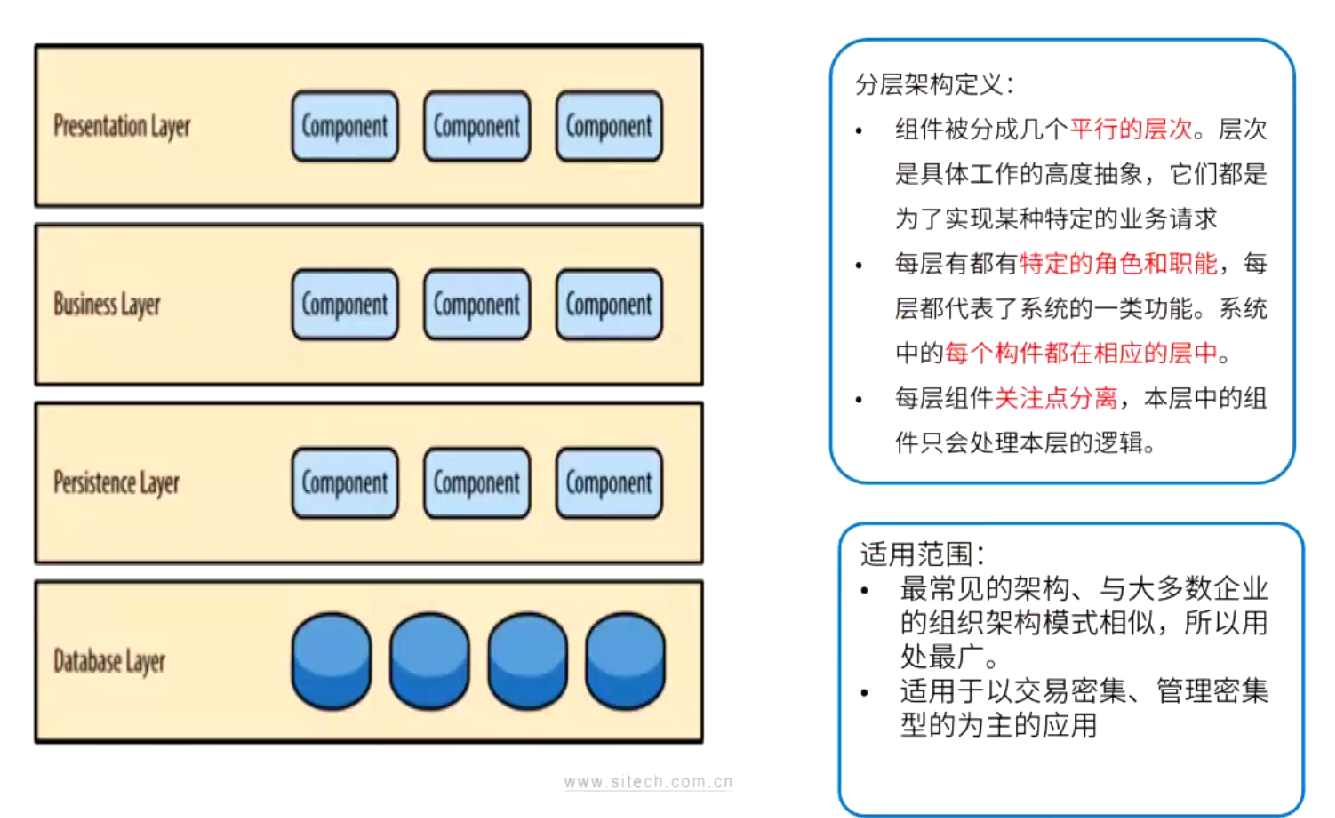 Presentation Layer
Component
Component
Component
Business Layer
Component
Component
Component
Persistence Layer
Component
Component
Component
Database Layer
www.sitech.com.cn
分层架构定义：
• 组件被分成几个平行的层次。层次
是具体工作的高度抽象，它们都是
为了实现某种特定的业务请求
• 每层有都有特定的角色和职能，每
层都代表了系统的一类功能。系统
中的每个构件都在相应的层中。
• 每层组件关注点分离，本层中的组
件只会处理本层的逻辑。
适用范围：
• 最常见的架构、与大多数企业
的组织架构模式相似，所以用
处最广。
• 适用于以交易密集、管理密集
型的为主的应用